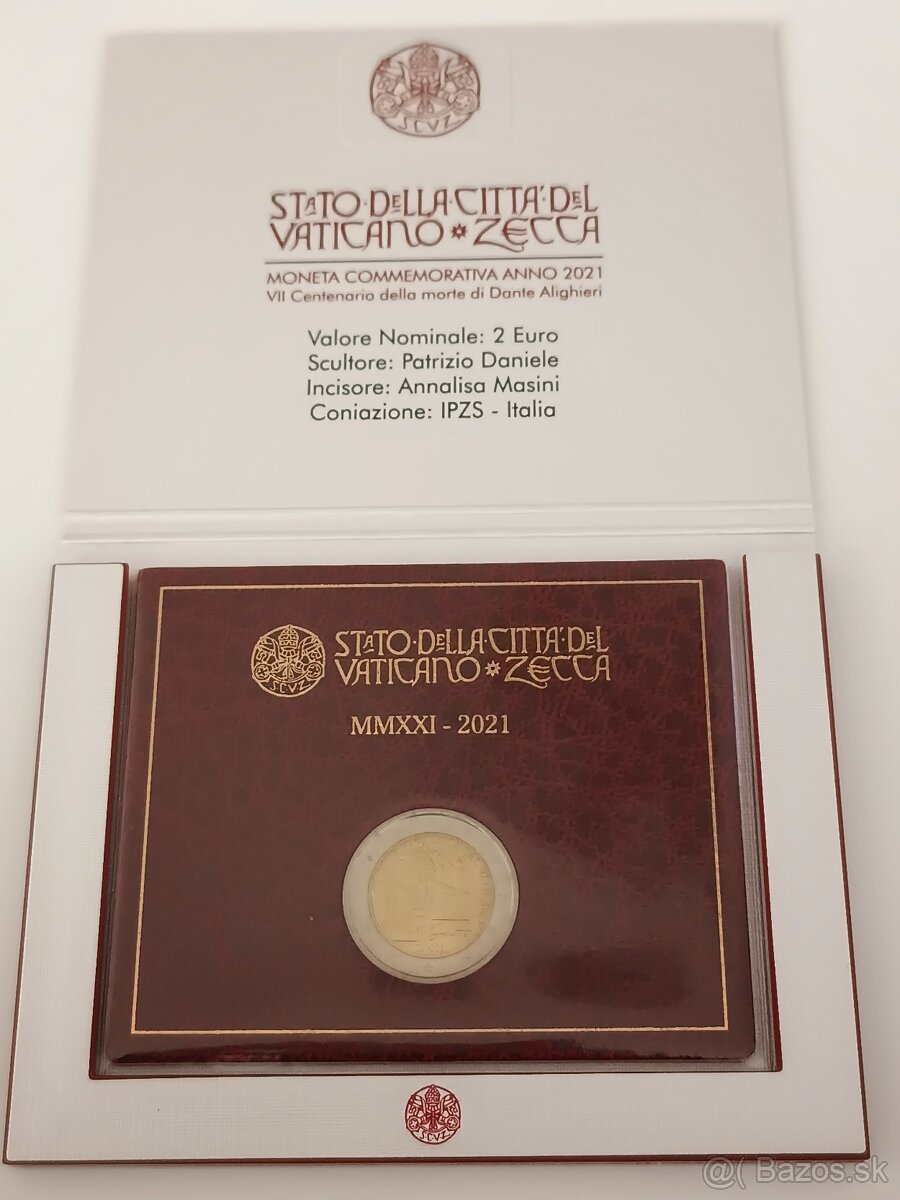 SCVZ
STATO·DELLA·CITTÀ·DEL
VATICANO ZECCA
MONETA COMMEMORATIVA ANNO 2021
VII Centenario della morte di Dante Alighieri
Valore Nominale: 2 Euro
Scultore: Patrizio Daniele
Incisore: Annalisa Masini
Coniazione: IPZS - Italia
SCVZ
STATO·DELLA·CITTÀ·DEL
VATICANO ZECCA
MMXXI - 2021
SCVZ
@( Bazos.sk